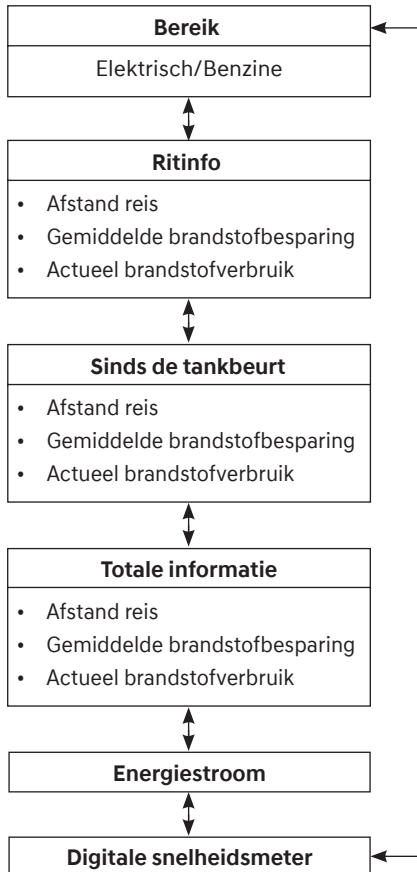 Bereik
Elektrisch/Benzine
Ritinfo
• Afstand reis
• Gemiddelde brandstofbesparing
• Actueel brandstofverbruik
Sinds de tankbeurt
• Afstand reis
• Gemiddelde brandstofbesparing
• Actueel brandstofverbruik
Totale informatie
• Afstand reis
• Gemiddelde brandstofbesparing
• Actueel brandstofverbruik
Energiestroom
Digitale snelheidsmeter